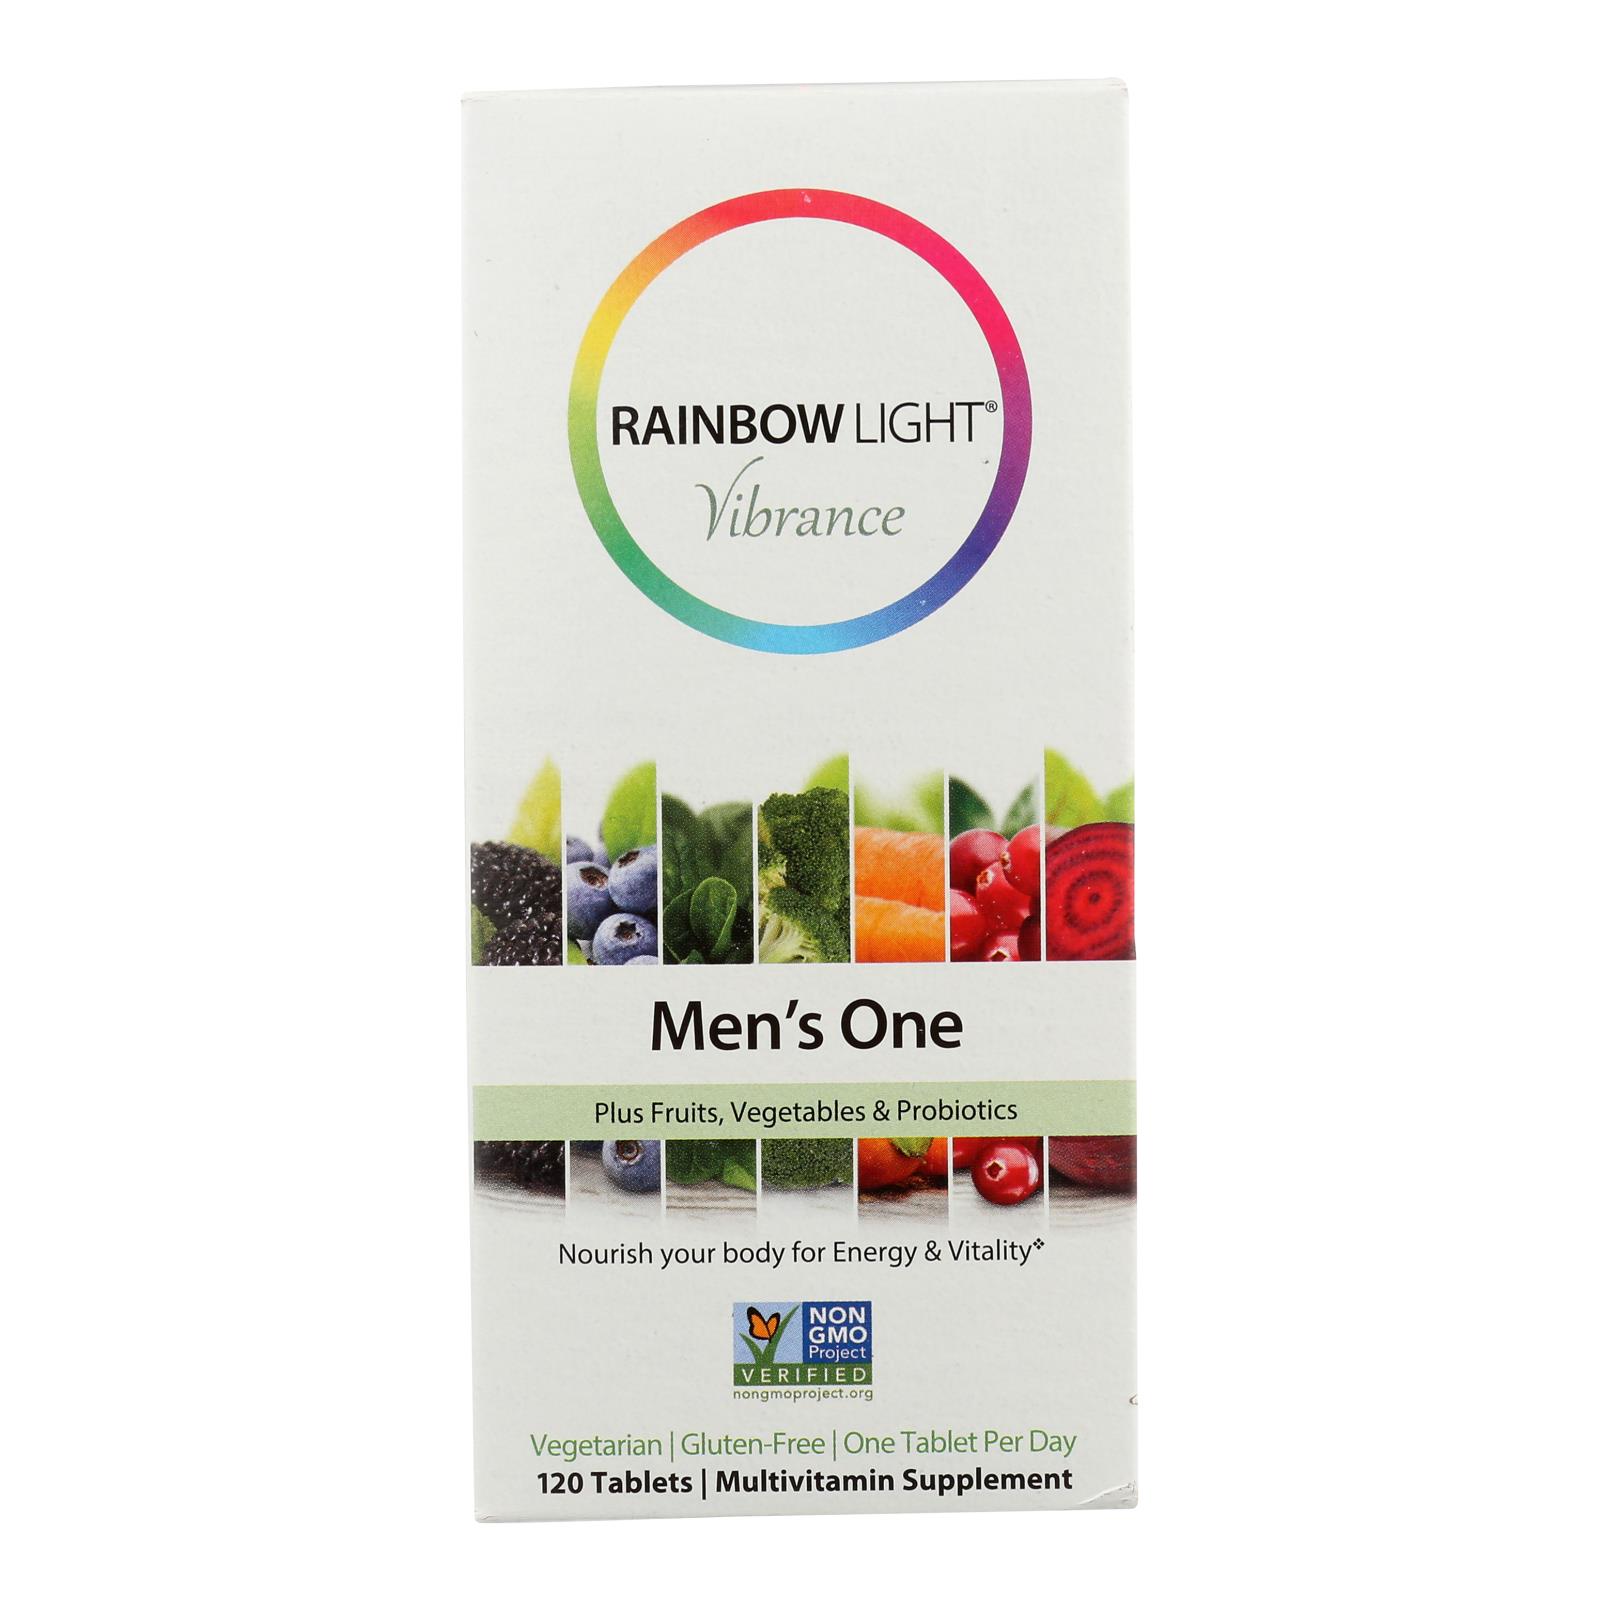 RAINBOW LIGHT®
Vibrance
Men's One
Plus Fruits, Vegetables & Probiotics
Nourish your body for Energy & Vitality❖
NON
GMO
Project
VERIFIED
nongmoproject.org
Vegetarian | Gluten-Free | One Tablet Per Day
120 Tablets | Multivitamin Supplement